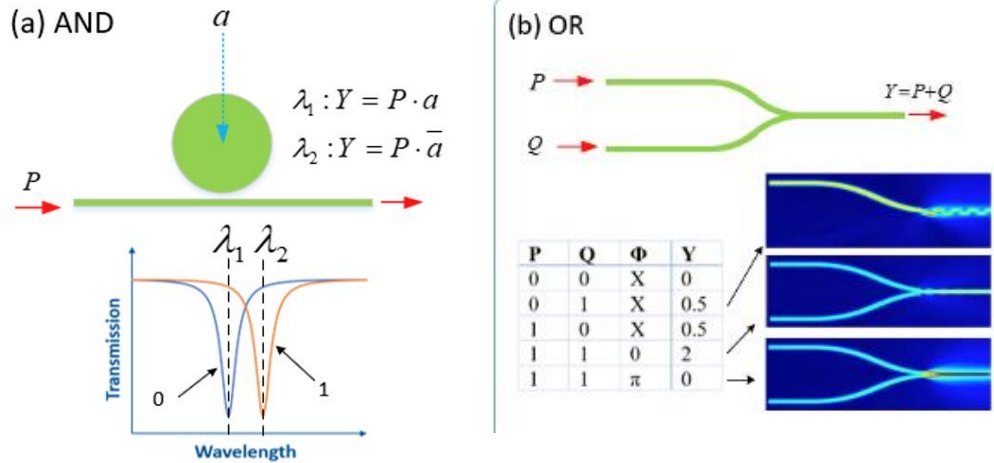 (a) AND
a
λ₁ : Y = P · a
λ₂ : Y = P · a̅
P
λ₁ λ₂
Transmission
0
1
Wavelength
(b) OR
P
Q
Y=P+Q
P Q Φ Y
0 0 X 0
0 1 X 0.5
1 0 X 0.5
1 1 0 2
1 1 π 0